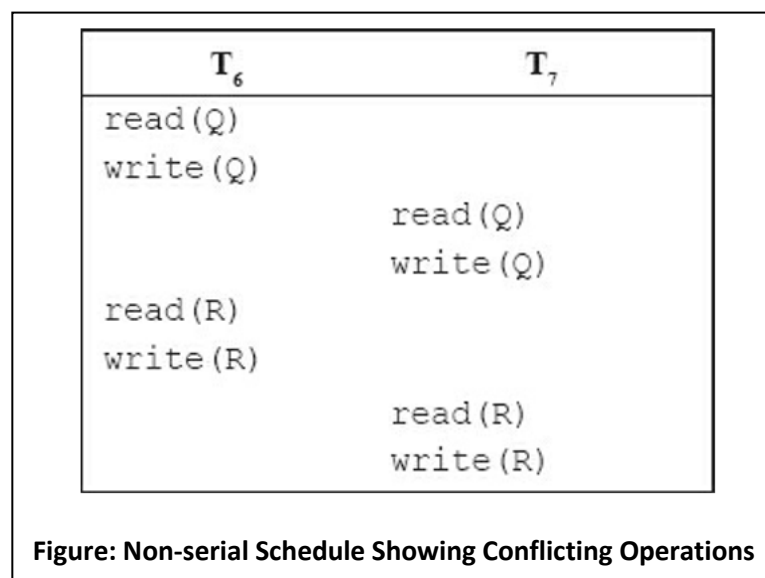 T₆ T₇
read(Q)
write(Q)
read(Q)
write(Q)
read(R)
write(R)
read(R)
write(R)
Figure: Non-serial Schedule Showing Conflicting Operations